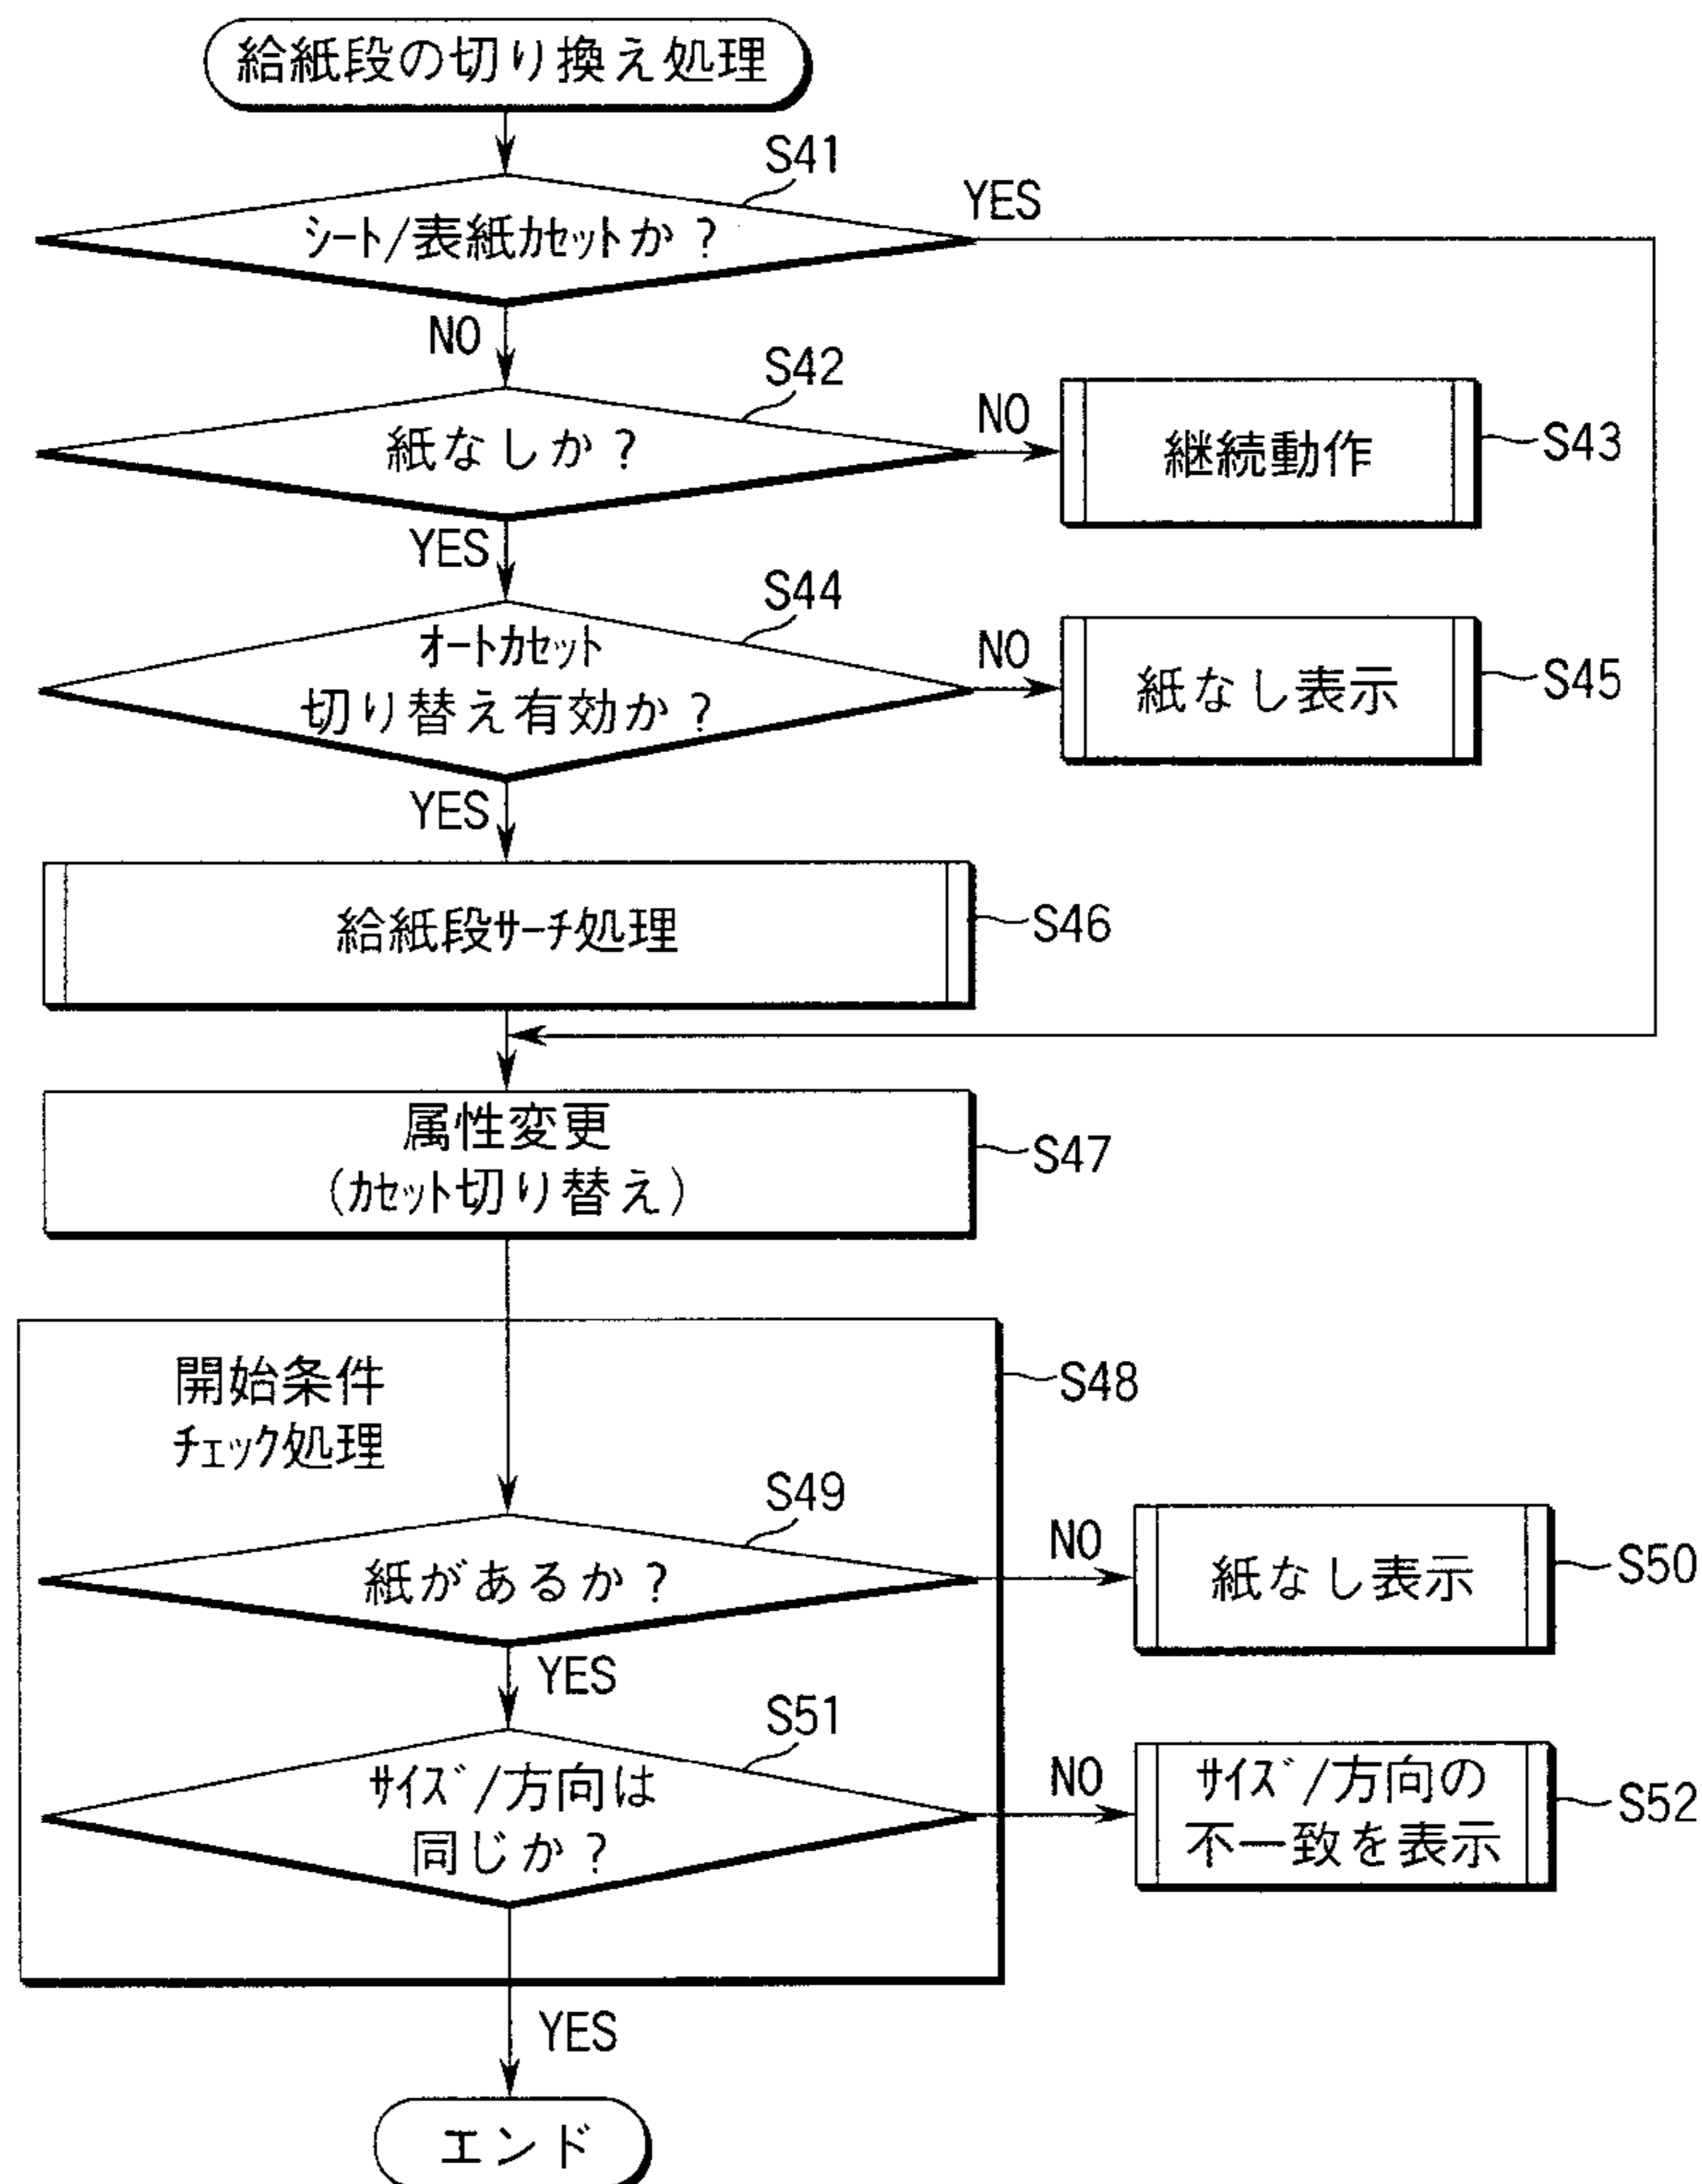 給紙段の切り換え処理
S41
YES
ｼｰﾄ/表紙ｶｾｯﾄか？
NO
S42
NO
紙なしか？
継続動作
S43
YES
S44
ｵｰﾄｶｾｯﾄ
切り替え有効か？
NO
紙なし表示
S45
YES
給紙段ｻｰﾁ処理
S46
属性変更
(ｶｾｯﾄ切り替え)
S47
開始条件
ﾁｪｯｸ処理
S48
S49
NO
紙があるか？
紙なし表示
S50
YES
S51
ｻｲｽﾞ/方向は
同じか？
NO
ｻｲｽﾞ/方向の
不一致を表示
S52
YES
エンド